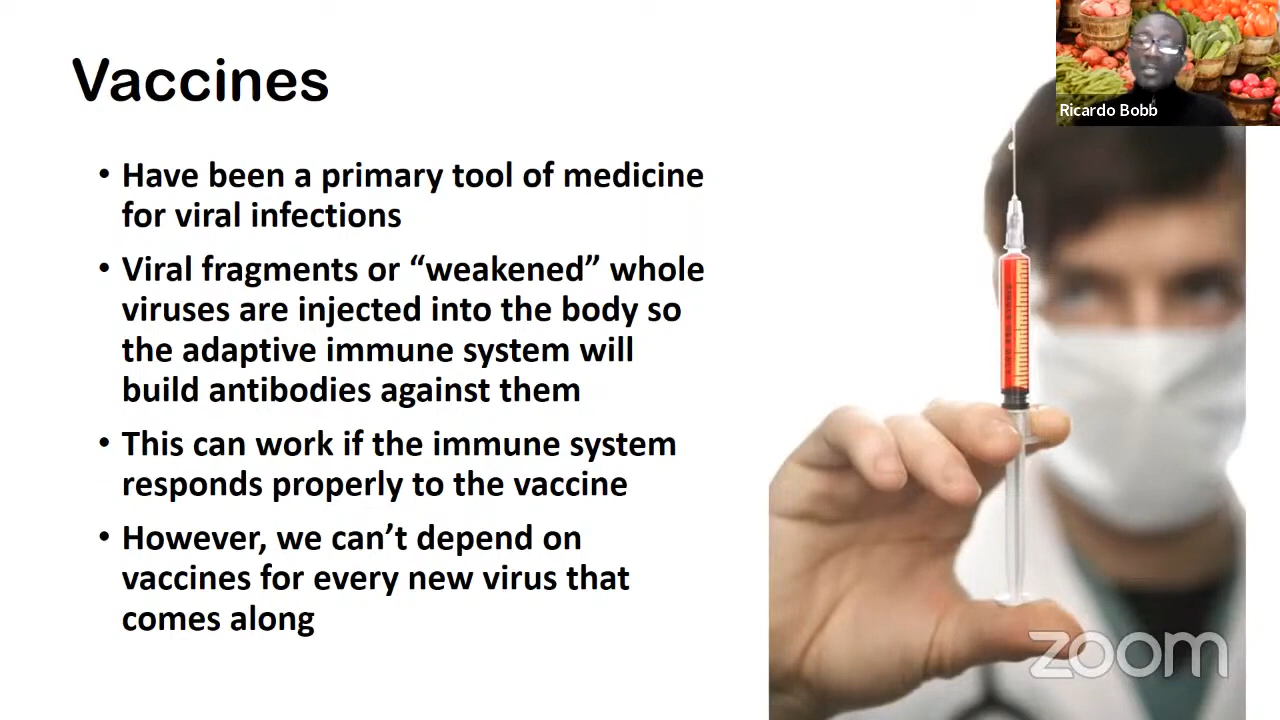 Vaccines
Ricardo Bobb
• Have been a primary tool of medicine
for viral infections
• Viral fragments or “weakened” whole
viruses are injected into the body so
the adaptive immune system will
build antibodies against them
• This can work if the immune system
responds properly to the vaccine
• However, we can’t depend on
vaccines for every new virus that
comes along
zoom